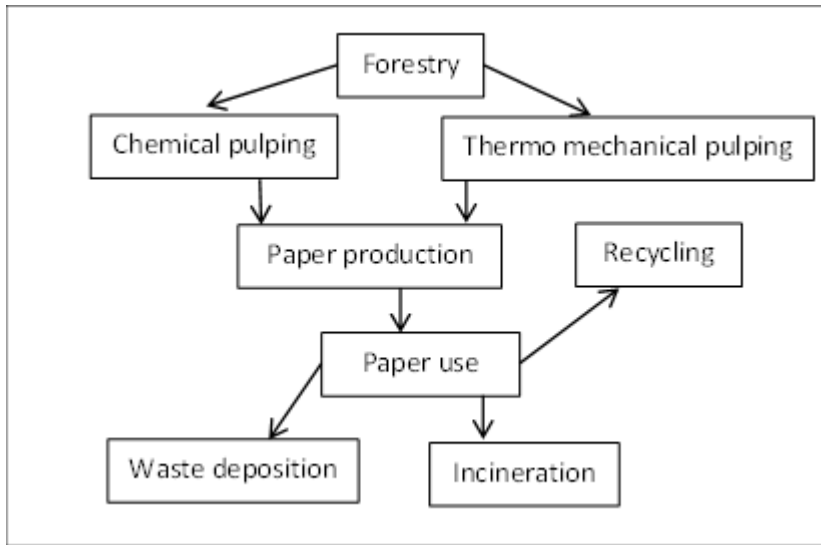 Forestry
Chemical pulping
Thermo mechanical pulping
Paper production
Recycling
Paper use
Waste deposition
Incineration